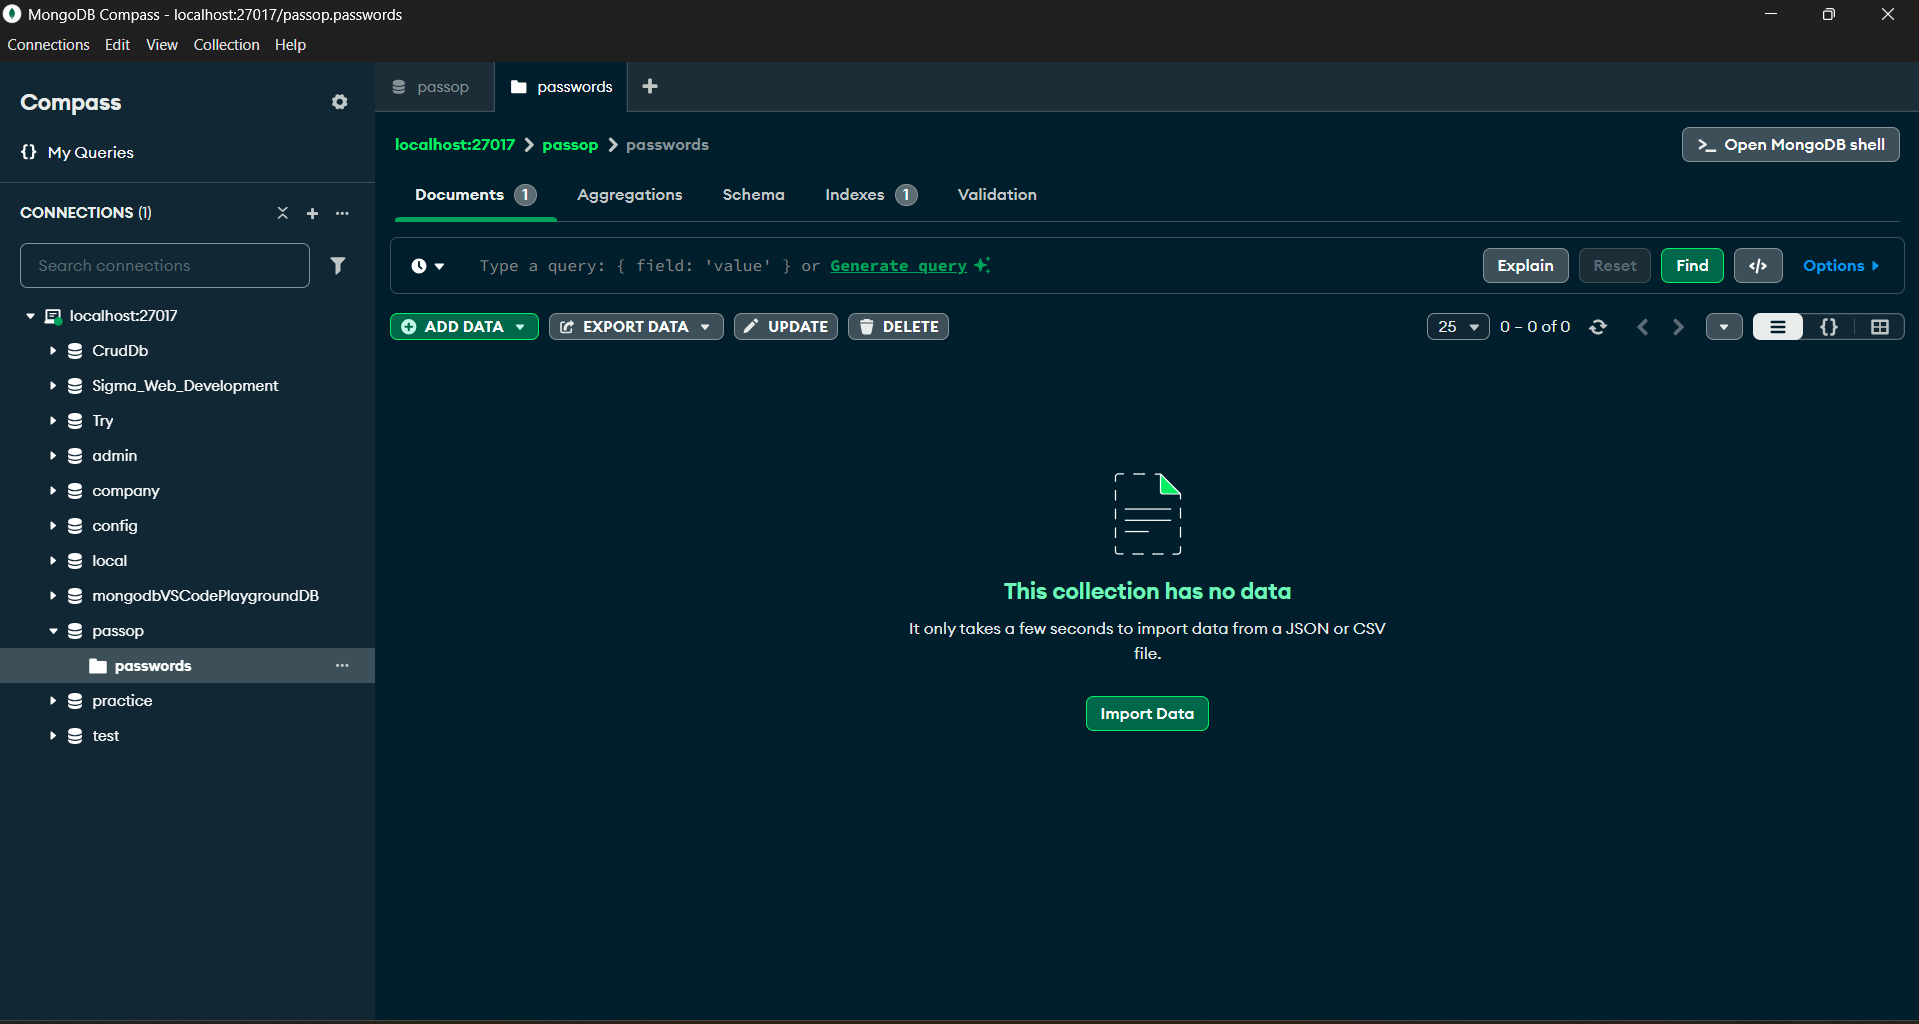 MongoDB Compass - localhost:27017/passop.passwords
Connections Edit View Collection Help
Compass
{} My Queries
CONNECTIONS (1)
Search connections
localhost:27017
CrudDb
Sigma_Web_Development
Try
admin
company
config
local
mongodbVSCodePlaygroundDB
passop
passwords
practice
test
passop passwords
localhost:27017 > passop > passwords
>_ Open MongoDB shell
Documents 1 Aggregations Schema Indexes 1 Validation
Type a query: { field: 'value' } or Generate query
Explain Reset Find </> Options
ADD DATA EXPORT DATA UPDATE DELETE
25 0 – 0 of 0 {}
This collection has no data
It only takes a few seconds to import data from a JSON or CSV
file.
Import Data